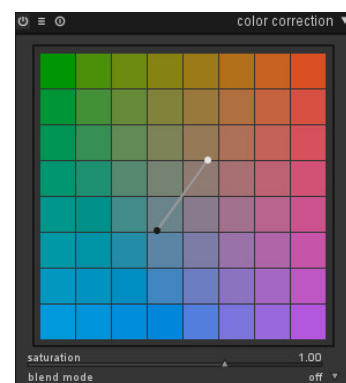 color correction
saturation 1.00
blend mode off